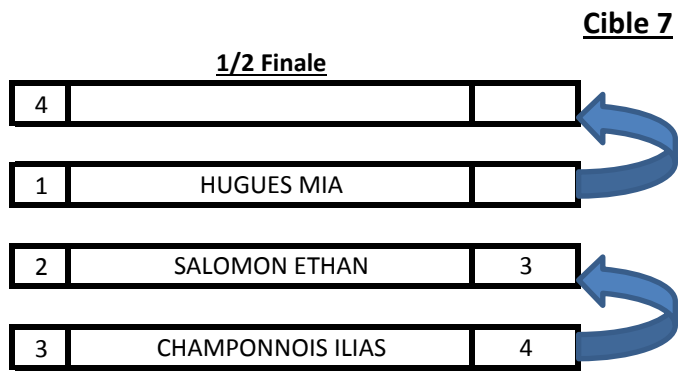 Cible 7
1/2 Finale
4
1 HUGUES MIA
2 SALOMON ETHAN 3
3 CHAMPONNOIS ILIAS 4